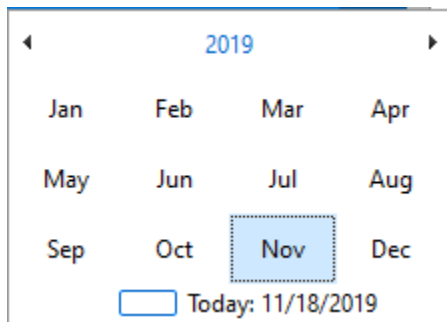 2019
Jan Feb Mar Apr
May Jun Jul Aug
Sep Oct Nov Dec
Today: 11/18/2019